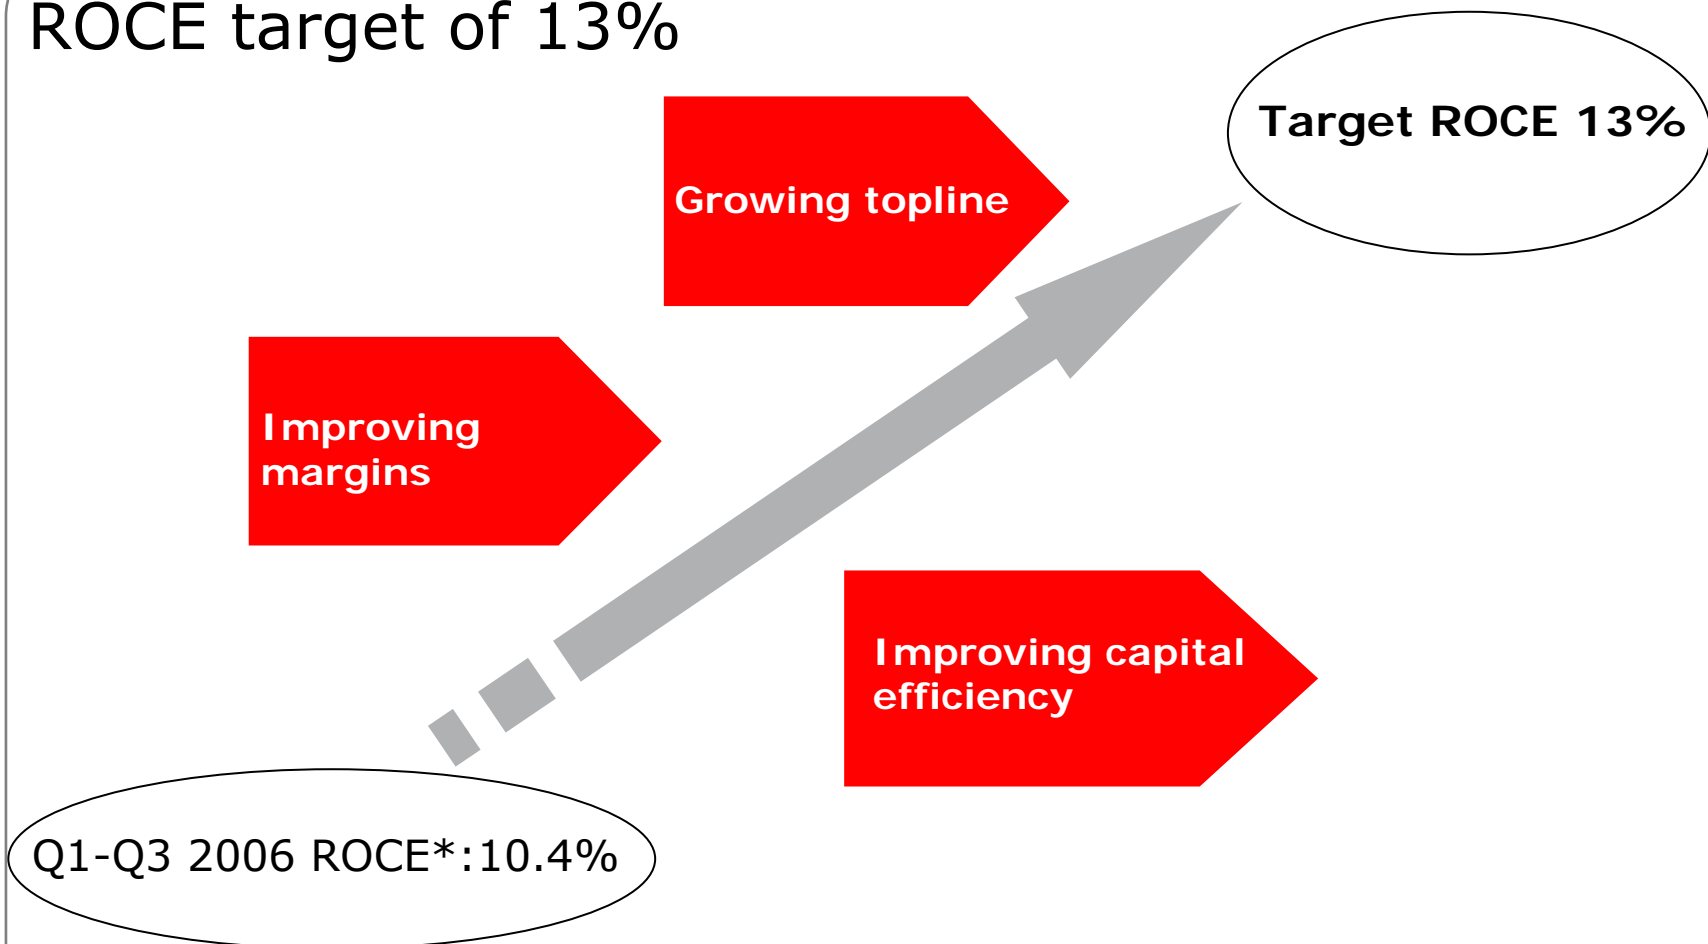 ROCE target of 13%
Target ROCE 13%
Growing topline
Improving
margins
Improving capital
efficiency
Q1-Q3 2006 ROCE*:10.4%